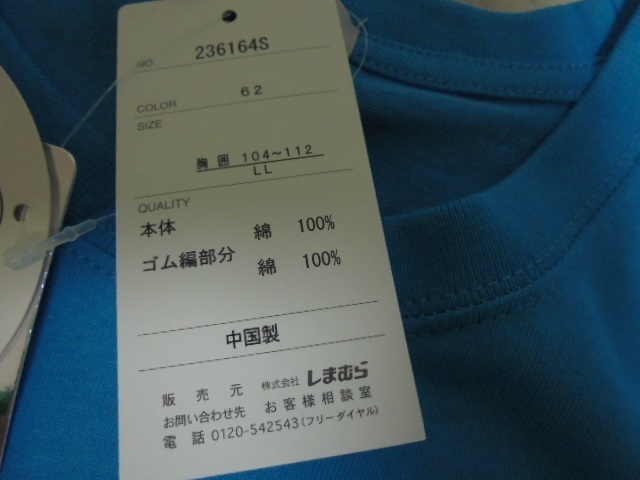 NO. 236164S
COLOR 62
SIZE
胸囲 104~112
LL
QUALITY
本体 綿 100%
ゴム編部分 綿 100%
中国製
販売元 株式会社 しまむら
お問い合わせ先 お客様相談室
電話 0120-542543(フリーダイヤル)